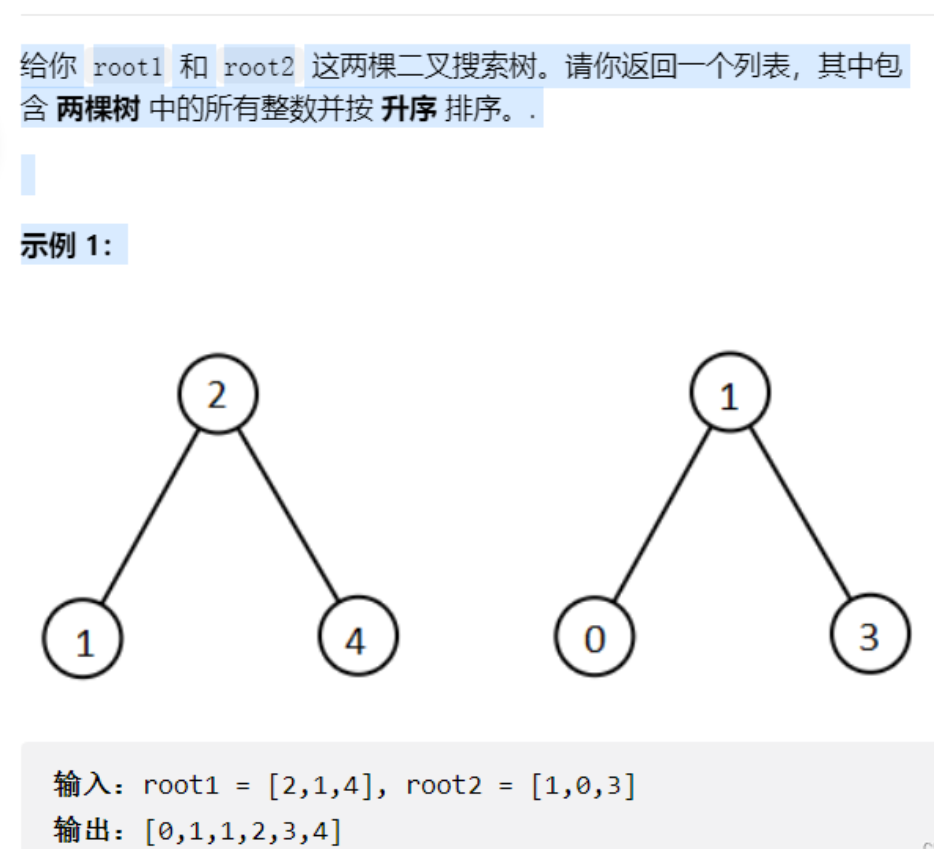 给你 root1 和 root2 这两棵二叉搜索树。请你返回一个列表，其中包
含 两棵树 中的所有整数并按 升序 排序。.
示例 1：
2
1
1
4
0
3
输入：root1 = [2,1,4], root2 = [1,0,3]
输出：[0,1,1,2,3,4]